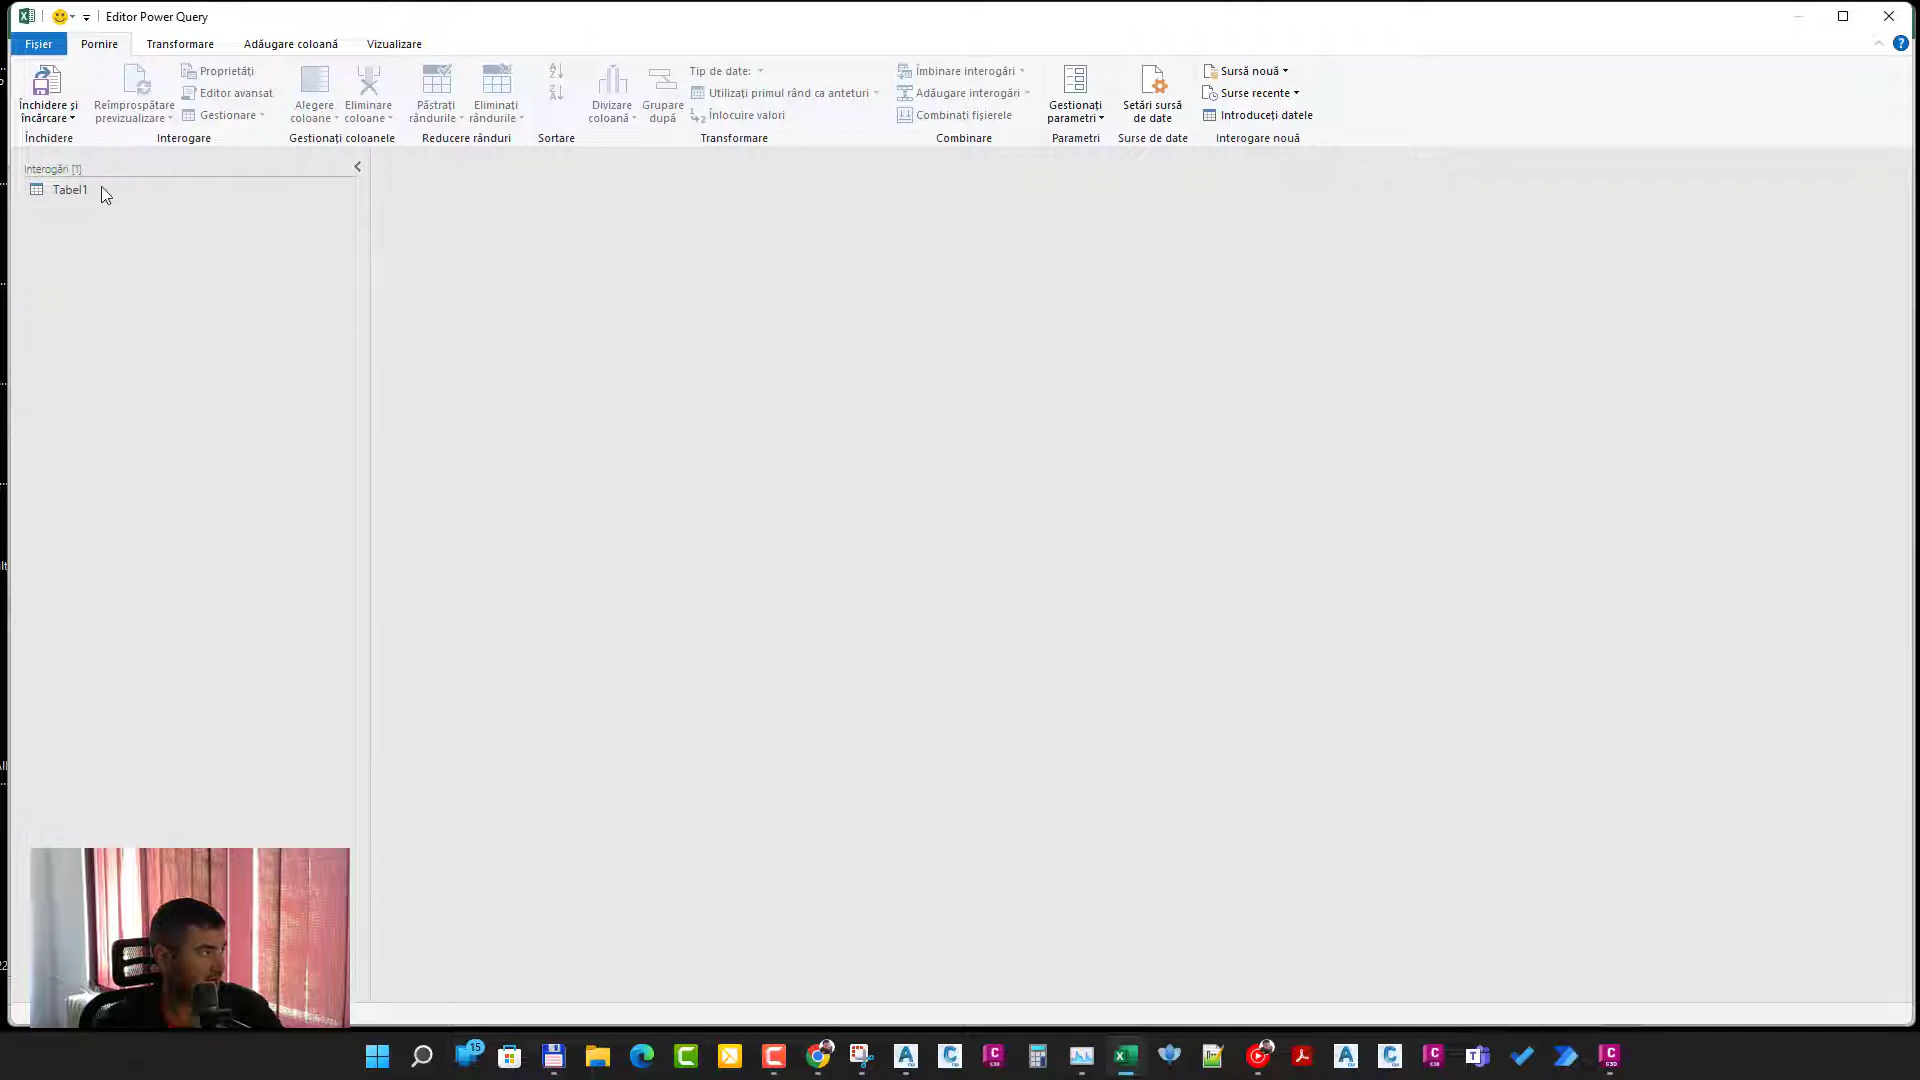 Editor Power Query
Fișier Pornire Transformare Adăugare coloană Vizualizare
Închidere și încărcare
Închidere
Reîmprospătare previzualizare
Proprietăți
Editor avansat
Gestionare
Interogare
Alegere coloane
Eliminare coloane
Gestionați coloanele
Păstrați rândurile
Eliminați rândurile
Reducere rânduri
Sortare
Divizare coloană
Grupare după
Tip de date:
Utilizați primul rând ca anteturi
Înlocuire valori
Transformare
Îmbinare interogări
Adăugare interogări
Combinați fișierele
Combinare
Gestionați parametri
Parametri
Setări sursă de date
Surse de date
Sursă nouă
Surse recente
Introduceți datele
Interogare nouă
Interogări [1]
Tabel1
15